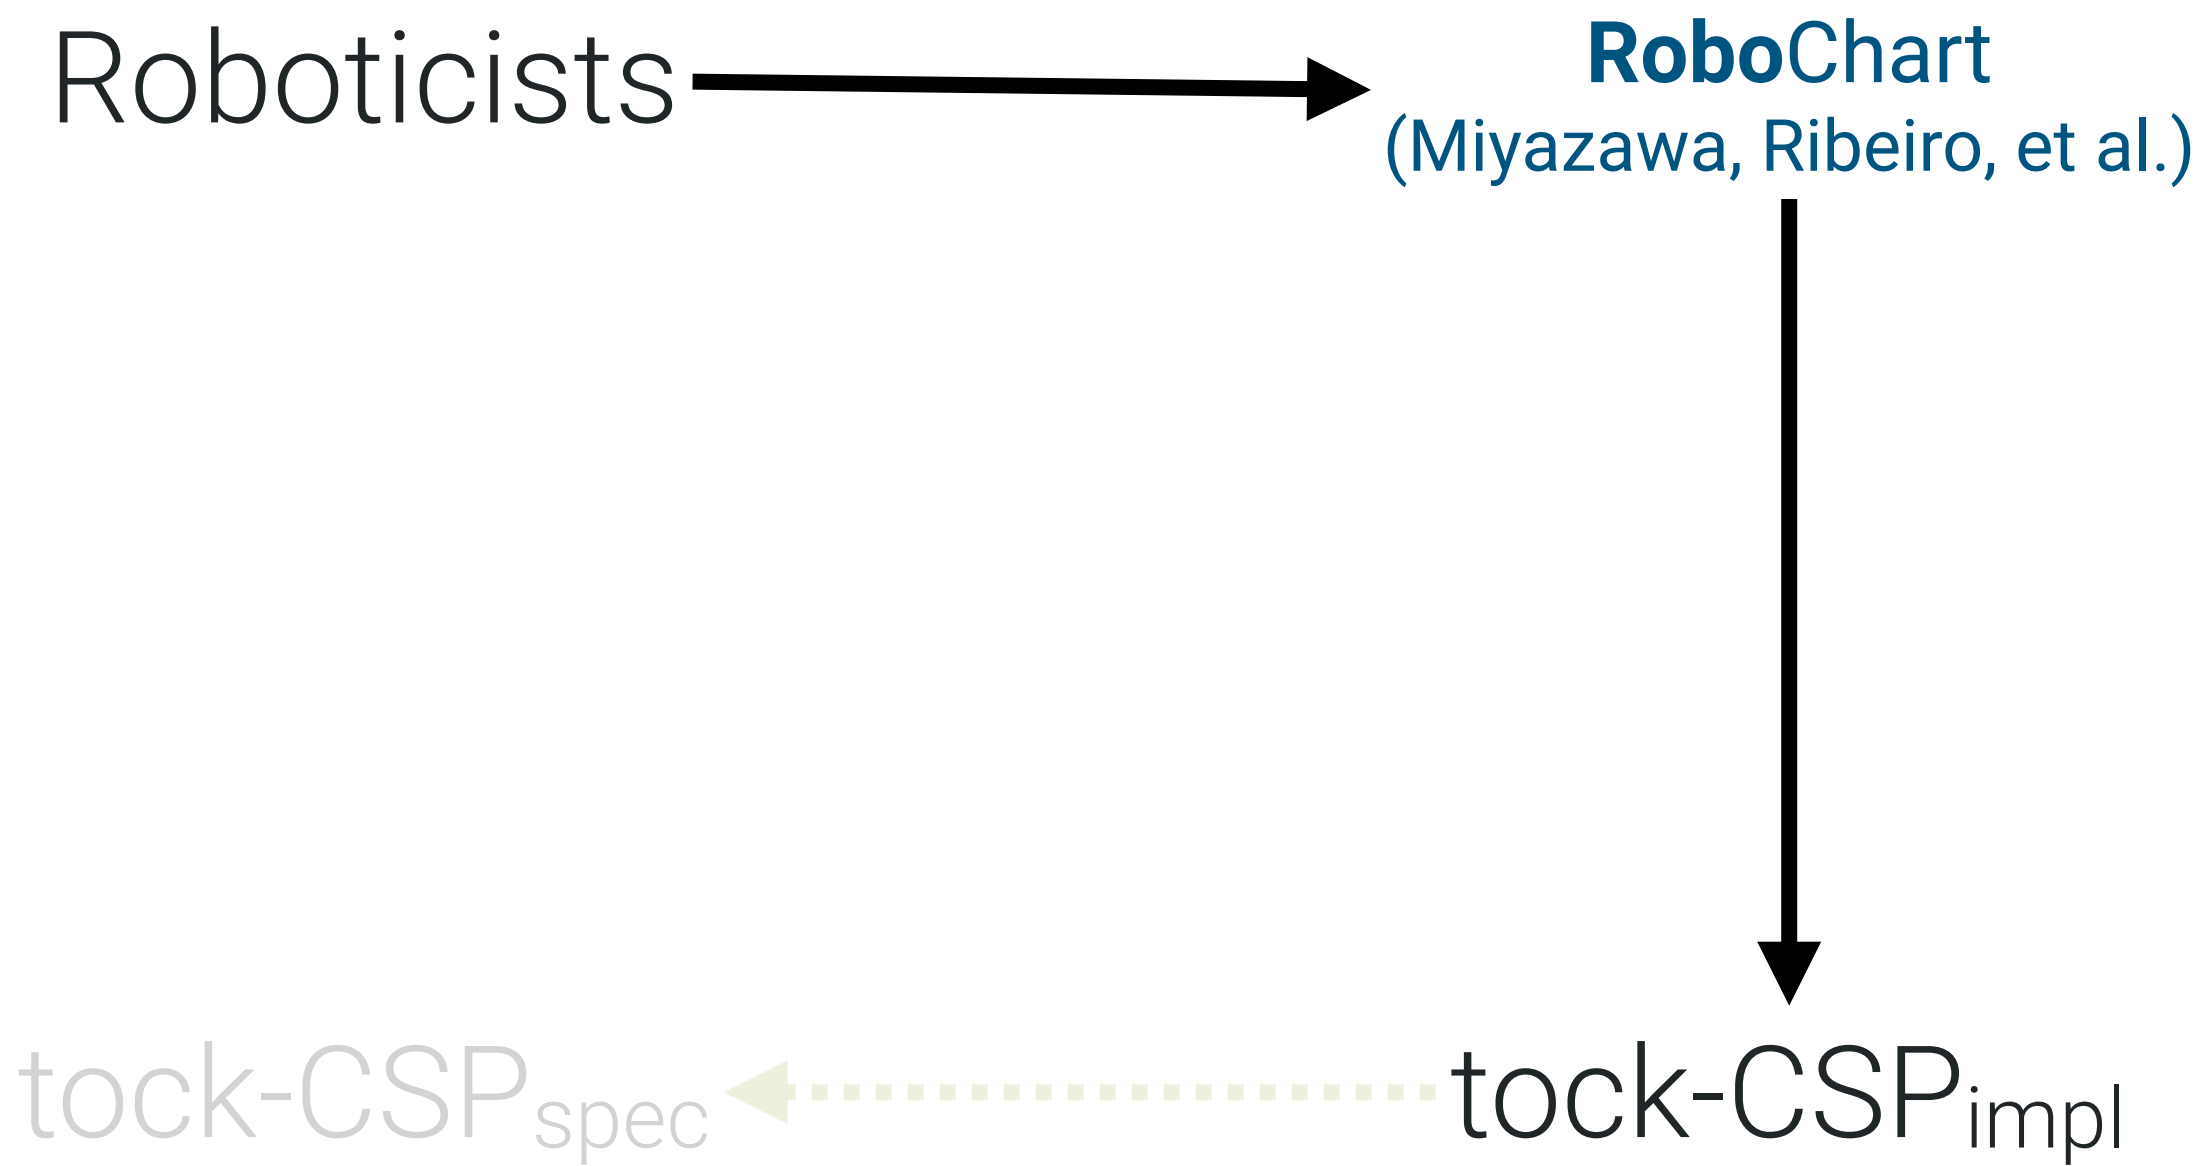 Roboticists
RoboChart
(Miyazawa, Ribeiro, et al.)
tock-CSPspec
tock-CSPimpl